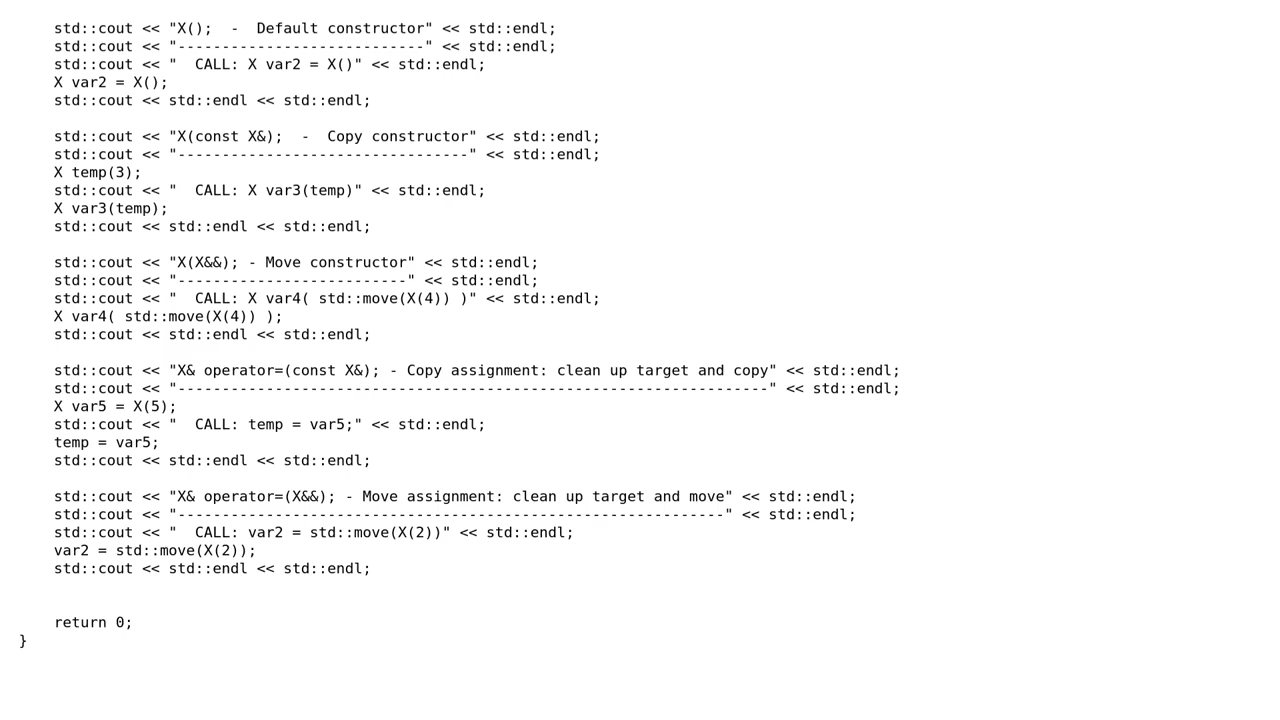 std::cout << "X();  -  Default constructor" << std::endl;
std::cout << "----------------------------" << std::endl;
std::cout << "  CALL: X var2 = X()" << std::endl;
X var2 = X();
std::cout << std::endl << std::endl;

std::cout << "X(const X&);  -  Copy constructor" << std::endl;
std::cout << "---------------------------------" << std::endl;
X temp(3);
std::cout << "  CALL: X var3(temp)" << std::endl;
X var3(temp);
std::cout << std::endl << std::endl;

std::cout << "X(X&&); - Move constructor" << std::endl;
std::cout << "--------------------------" << std::endl;
std::cout << "  CALL: X var4( std::move(X(4)) )" << std::endl;
X var4( std::move(X(4)) );
std::cout << std::endl << std::endl;

std::cout << "X& operator=(const X&); - Copy assignment: clean up target and copy" << std::endl;
std::cout << "-------------------------------------------------------------------" << std::endl;
X var5 = X(5);
std::cout << "  CALL: temp = var5;" << std::endl;
temp = var5;
std::cout << std::endl << std::endl;

std::cout << "X& operator=(X&&); - Move assignment: clean up target and move" << std::endl;
std::cout << "--------------------------------------------------------------" << std::endl;
std::cout << "  CALL: var2 = std::move(X(2))" << std::endl;
var2 = std::move(X(2));
std::cout << std::endl << std::endl;

return 0;
}